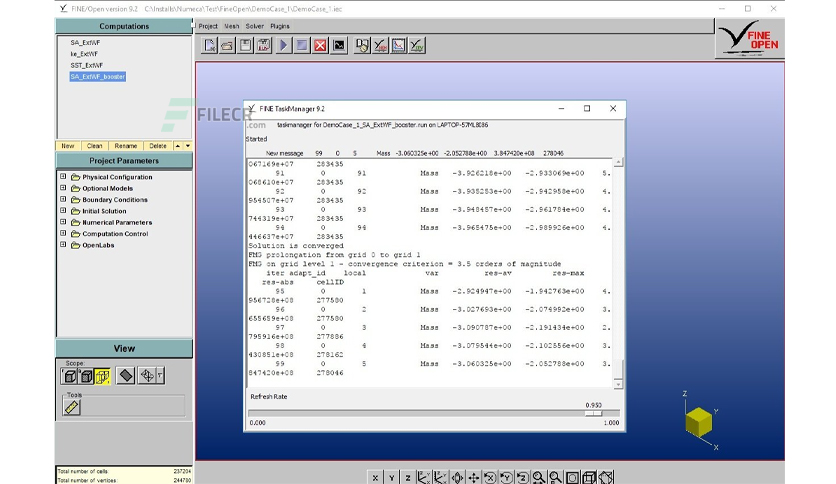 FINE/Open version 9.2 C:\Installs\Numeca\Test\FineOpen\DemoCase_1\DemoCase_1.iec
Computations
Project Mesh Solver Plugins
SA_ExtWF
ke_ExtWF
SST_ExtWF
SA_ExtWF_booster
FINE
OPEN
New Clean Rename Delete
Project Parameters
Physical Configuration
Optional Models
Boundary Conditions
Initial Solution
Numerical Parameters
Computation Control
OpenLabs
FILECR
.com
FINE TaskManager 9.2
taskmanager for DemoCase_1_SA_ExtWF_booster.run on LAPTOP-57ML8086
Started
New message 99 0 5 Mass -3.060325e+00 -2.052788e+00 3.847420e+08 278046
067169e+07 283435
91 0 91 Mass -3.926218e+00 -2.933069e+00 5.
068610e+07 283435
92 0 92 Mass -3.935253e+00 -2.942958e+00 4.
954507e+07 283435
93 0 93 Mass -3.948457e+00 -2.961784e+00 4.
744319e+07 283435
94 0 94 Mass -3.965475e+00 -2.989926e+00 4.
446637e+07 283435
Solution is converged
FMG prolongation from grid 0 to grid 1
FMG on grid level 1 - convergence criterion = 3.5 orders of magnitude
iter adapt_id local var res-av res-max
res-abs cellID
95 0 1 Mass -2.924947e+00 -1.942763e+00 4.
956728e+08 277580
96 0 2 Mass -3.027693e+00 -2.074992e+00 3.
655659e+08 277580
97 0 3 Mass -3.090787e+00 -2.191434e+00 2.
795916e+08 277886
98 0 4 Mass -3.079544e+00 -2.102556e+00 3.
430851e+08 278162
99 0 5 Mass -3.060325e+00 -2.052788e+00 3.
847420e+08 278046
Refresh Rate
0.950
0.000 1.000
View
Scope
Tools
Z
Y
X
Total number of cells: 237204
Total number of vertices: 244780
X Y Z